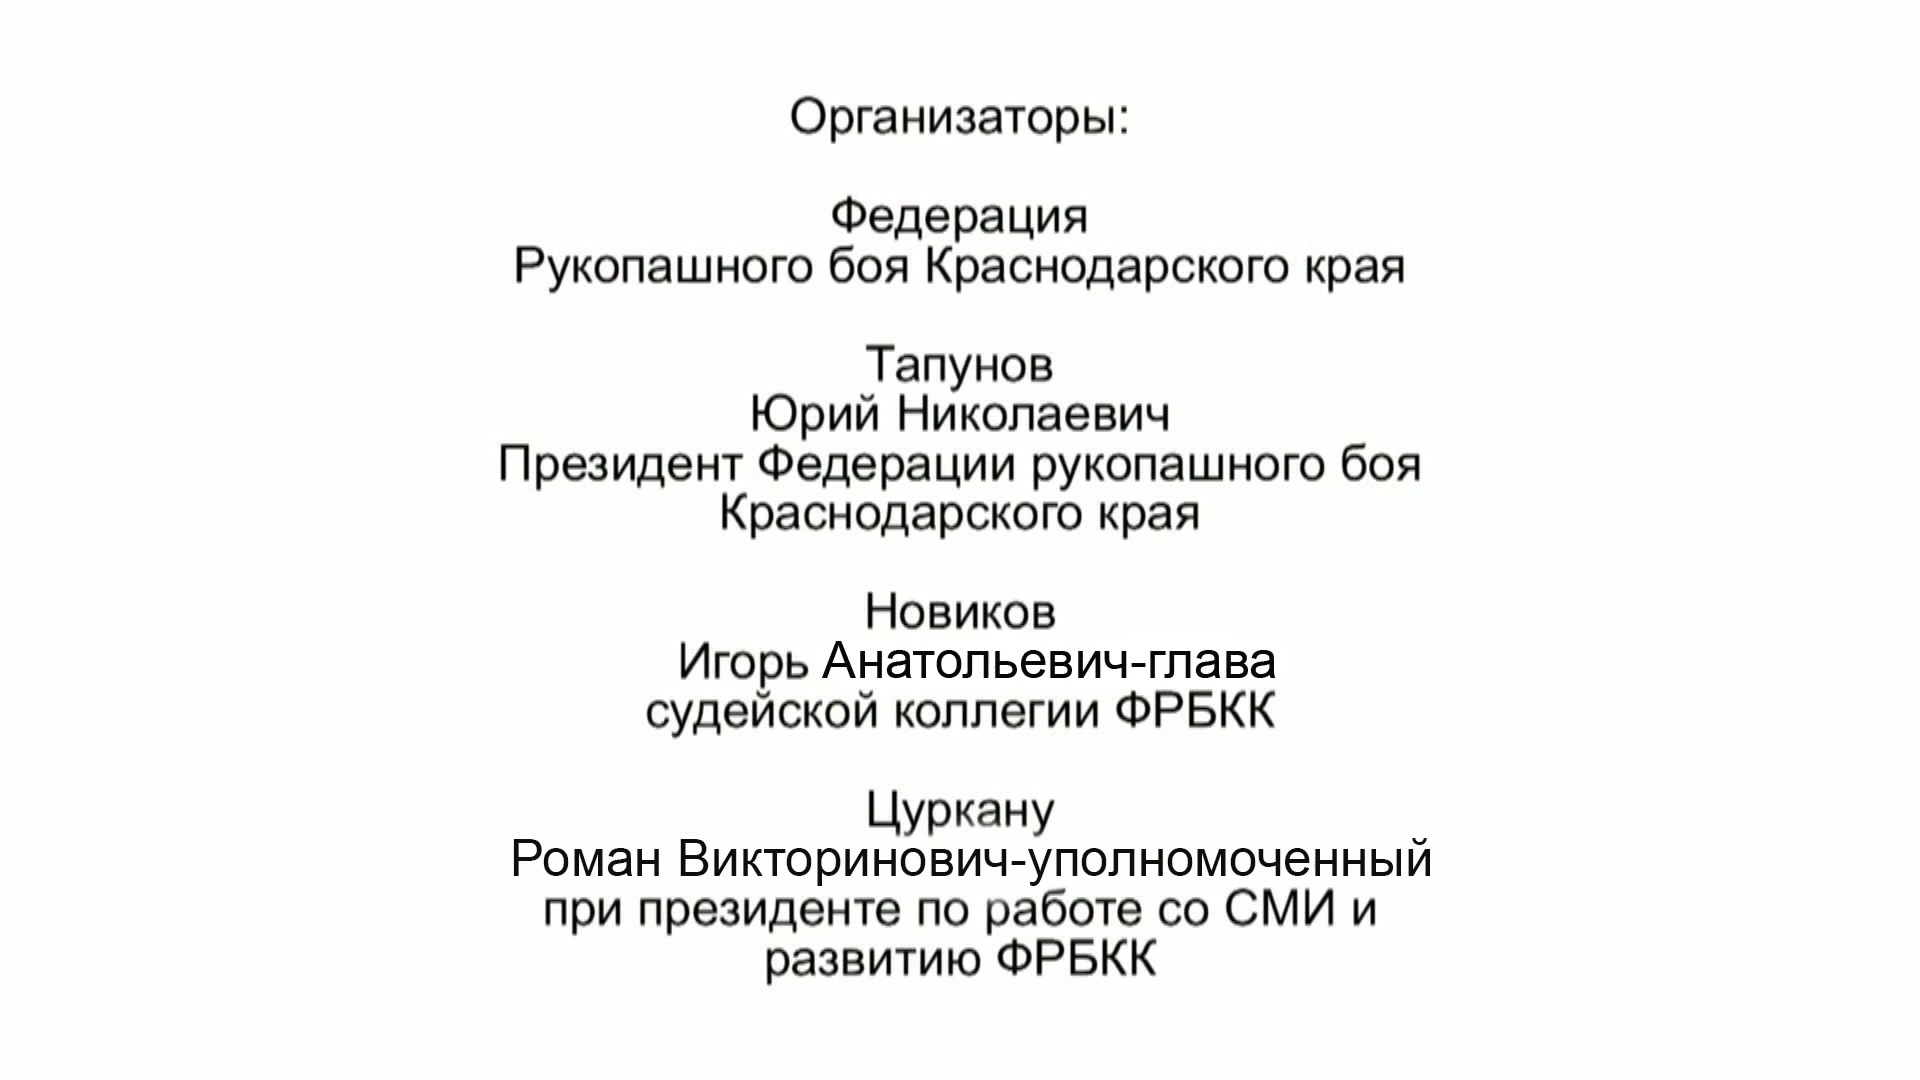 Организаторы:
Федерация
Рукопашного боя Краснодарского края
Тапунов
Юрий Николаевич
Президент Федерации рукопашного боя
Краснодарского края
Новиков
Игорь Анатольевич-глава
судейской коллегии ФРБКК
Цуркану
Роман Викторинович-уполномоченный
при президенте по работе со СМИ и
развитию ФРБКК